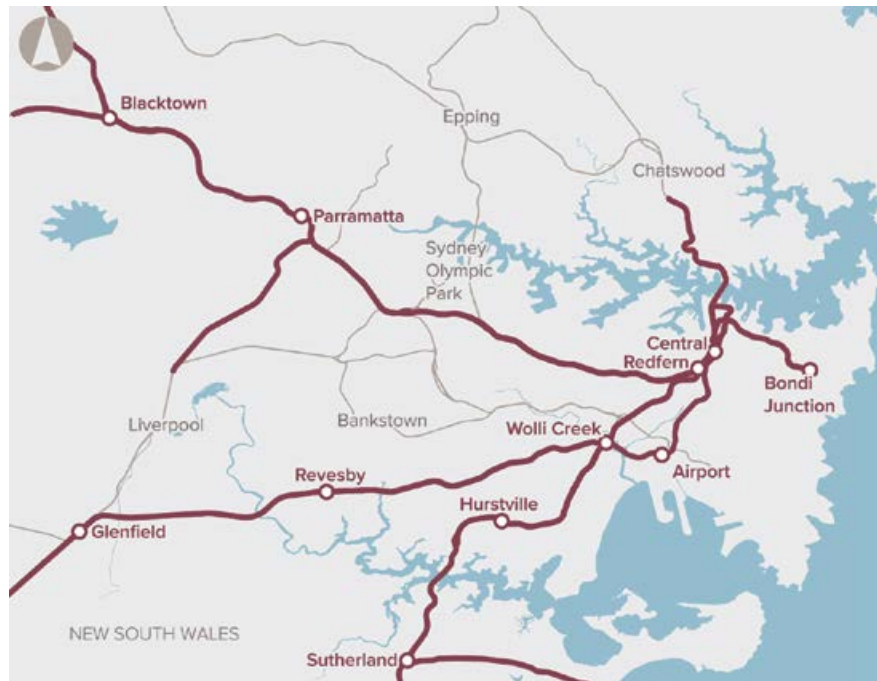 Blacktown
Epping
Chatswood
Parramatta
Sydney
Olympic
Park
Central
Redfern
Bondi
Junction
Liverpool
Bankstown
Wolli Creek
Airport
Revesby
Hurstville
Glenfield
NEW SOUTH WALES
Sutherland